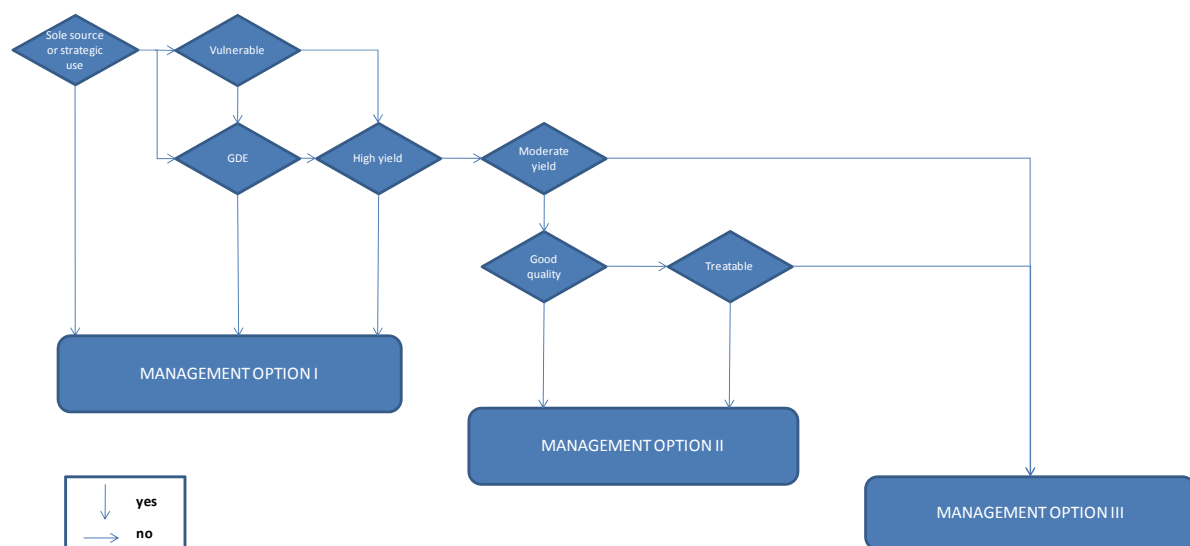 Sole source
or strategic
use
Vulnerable
GDE
High yield
Moderate
yield
Good
quality
Treatable
MANAGEMENT OPTION I
MANAGEMENT OPTION II
MANAGEMENT OPTION III
yes
no